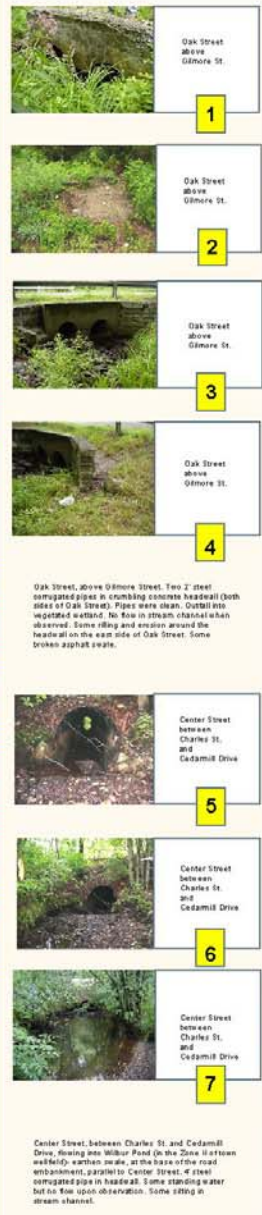 Oak Street
above
Gilmore St.
1
Oak Street
above
Gilmore St.
2
Oak Street
above
Gilmore St.
3
Oak Street
above
Gilmore St.
4
Oak Street, above Gilmore Street. Two 2' steel
corrugated pipes in crumbling concrete headwall (both
sides of Oak Street). Pipes were clean. Outfall into
vegetated wetland. No flow in stream channel when
observed. Some rilling and erosion around the
headwall on the east side of Oak Street. Some
broken asphalt swale.
Center Street
between
Charles St.
and
Cedarmill Drive
5
Center Street
between
Charles St.
and
Cedarmill Drive
6
Center Street
between
Charles St.
and
Cedarmill Drive
7
Center Street, between Charles St. and Cedarmill
Drive, flowing into Wilbur Pond (in the Zone II of town
wellfield)- earthen swale, at the base of the road
embankment, parallel to Center Street. 4' steel
corrugated pipe in headwall. Some standing water
but no flow upon observation. Some silting in
stream channel.